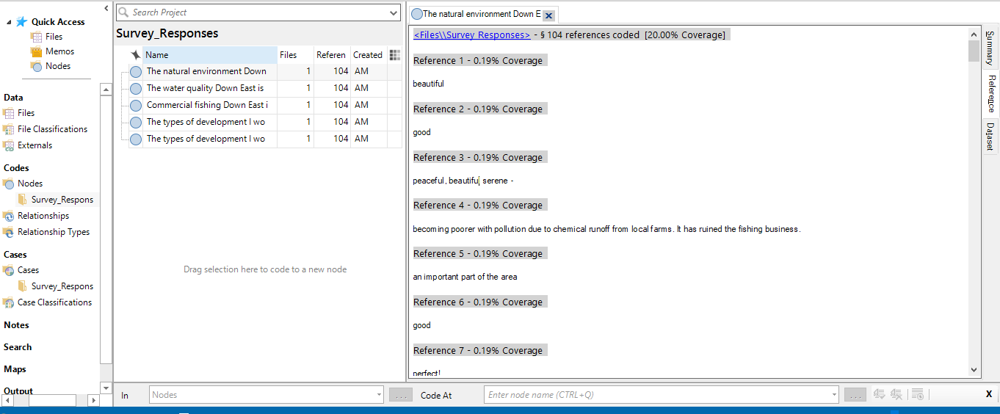 Quick Access
Files
Memos
Nodes
Data
Files
File Classifications
Externals
Codes
Nodes
Survey_Respons
Relationships
Relationship Types
Cases
Cases
Survey_Respons
Case Classifications
Notes
Search
Maps
Output
Search Project
Survey_Responses
Name Files Referen Created
The natural environment Down 1 104 AM
The water quality Down East is 1 104 AM
Commercial fishing Down East i 1 104 AM
The types of development I wo 1 104 AM
The types of development I wo 1 104 AM
Drag selection here to code to a new node
The natural environment Down E
<Files\\Survey Responses> - § 104 references coded [20.00% Coverage]
Reference 1 - 0.19% Coverage
beautiful
Reference 2 - 0.19% Coverage
good
Reference 3 - 0.19% Coverage
peaceful, beautiful serene -
Reference 4 - 0.19% Coverage
becoming poorer with pollution due to chemical runoff from local farms. It has ruined the fishing business.
Reference 5 - 0.19% Coverage
an important part of the area
Reference 6 - 0.19% Coverage
good
Reference 7 - 0.19% Coverage
perfect!
Summary
Reference
Dataset
In Nodes ... Code At Enter node name (CTRL+Q) ... X